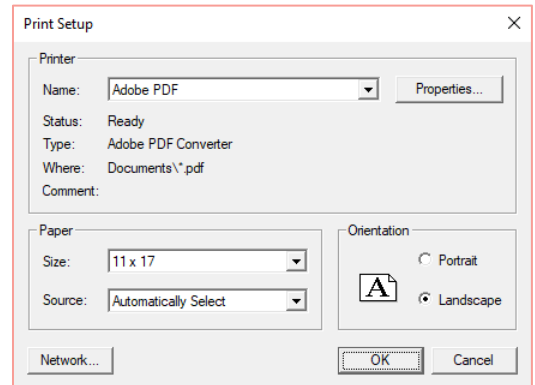 Print Setup
Printer
Name: Adobe PDF Properties...
Status: Ready
Type: Adobe PDF Converter
Where: Documents\*.pdf
Comment:
Paper
Size: 11 x 17
Source: Automatically Select
Orientation
Portrait
A Landscape
Network... OK Cancel